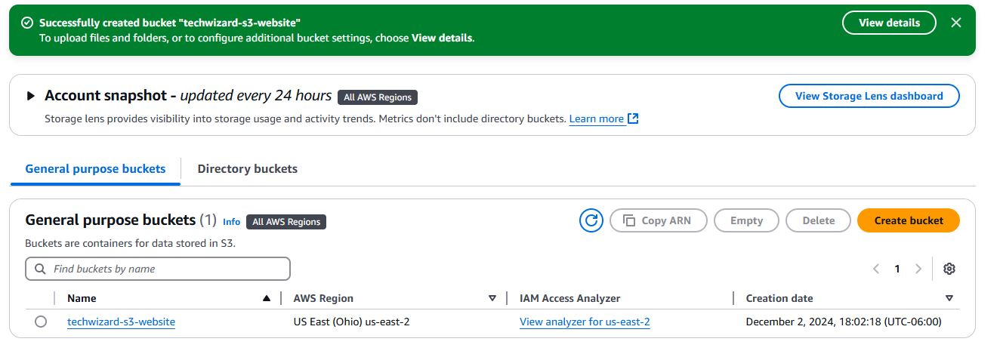 Successfully created bucket "techwizard-s3-website"
To upload files and folders, or to configure additional bucket settings, choose View details.
View details
Account snapshot - updated every 24 hours All AWS Regions
View Storage Lens dashboard
Storage lens provides visibility into storage usage and activity trends. Metrics don't include directory buckets. Learn more
General purpose buckets Directory buckets
General purpose buckets (1) Info All AWS Regions
Copy ARN Empty Delete Create bucket
Buckets are containers for data stored in S3.
Find buckets by name
1
Name AWS Region IAM Access Analyzer Creation date
techwizard-s3-website US East (Ohio) us-east-2 View analyzer for us-east-2 December 2, 2024, 18:02:18 (UTC-06:00)